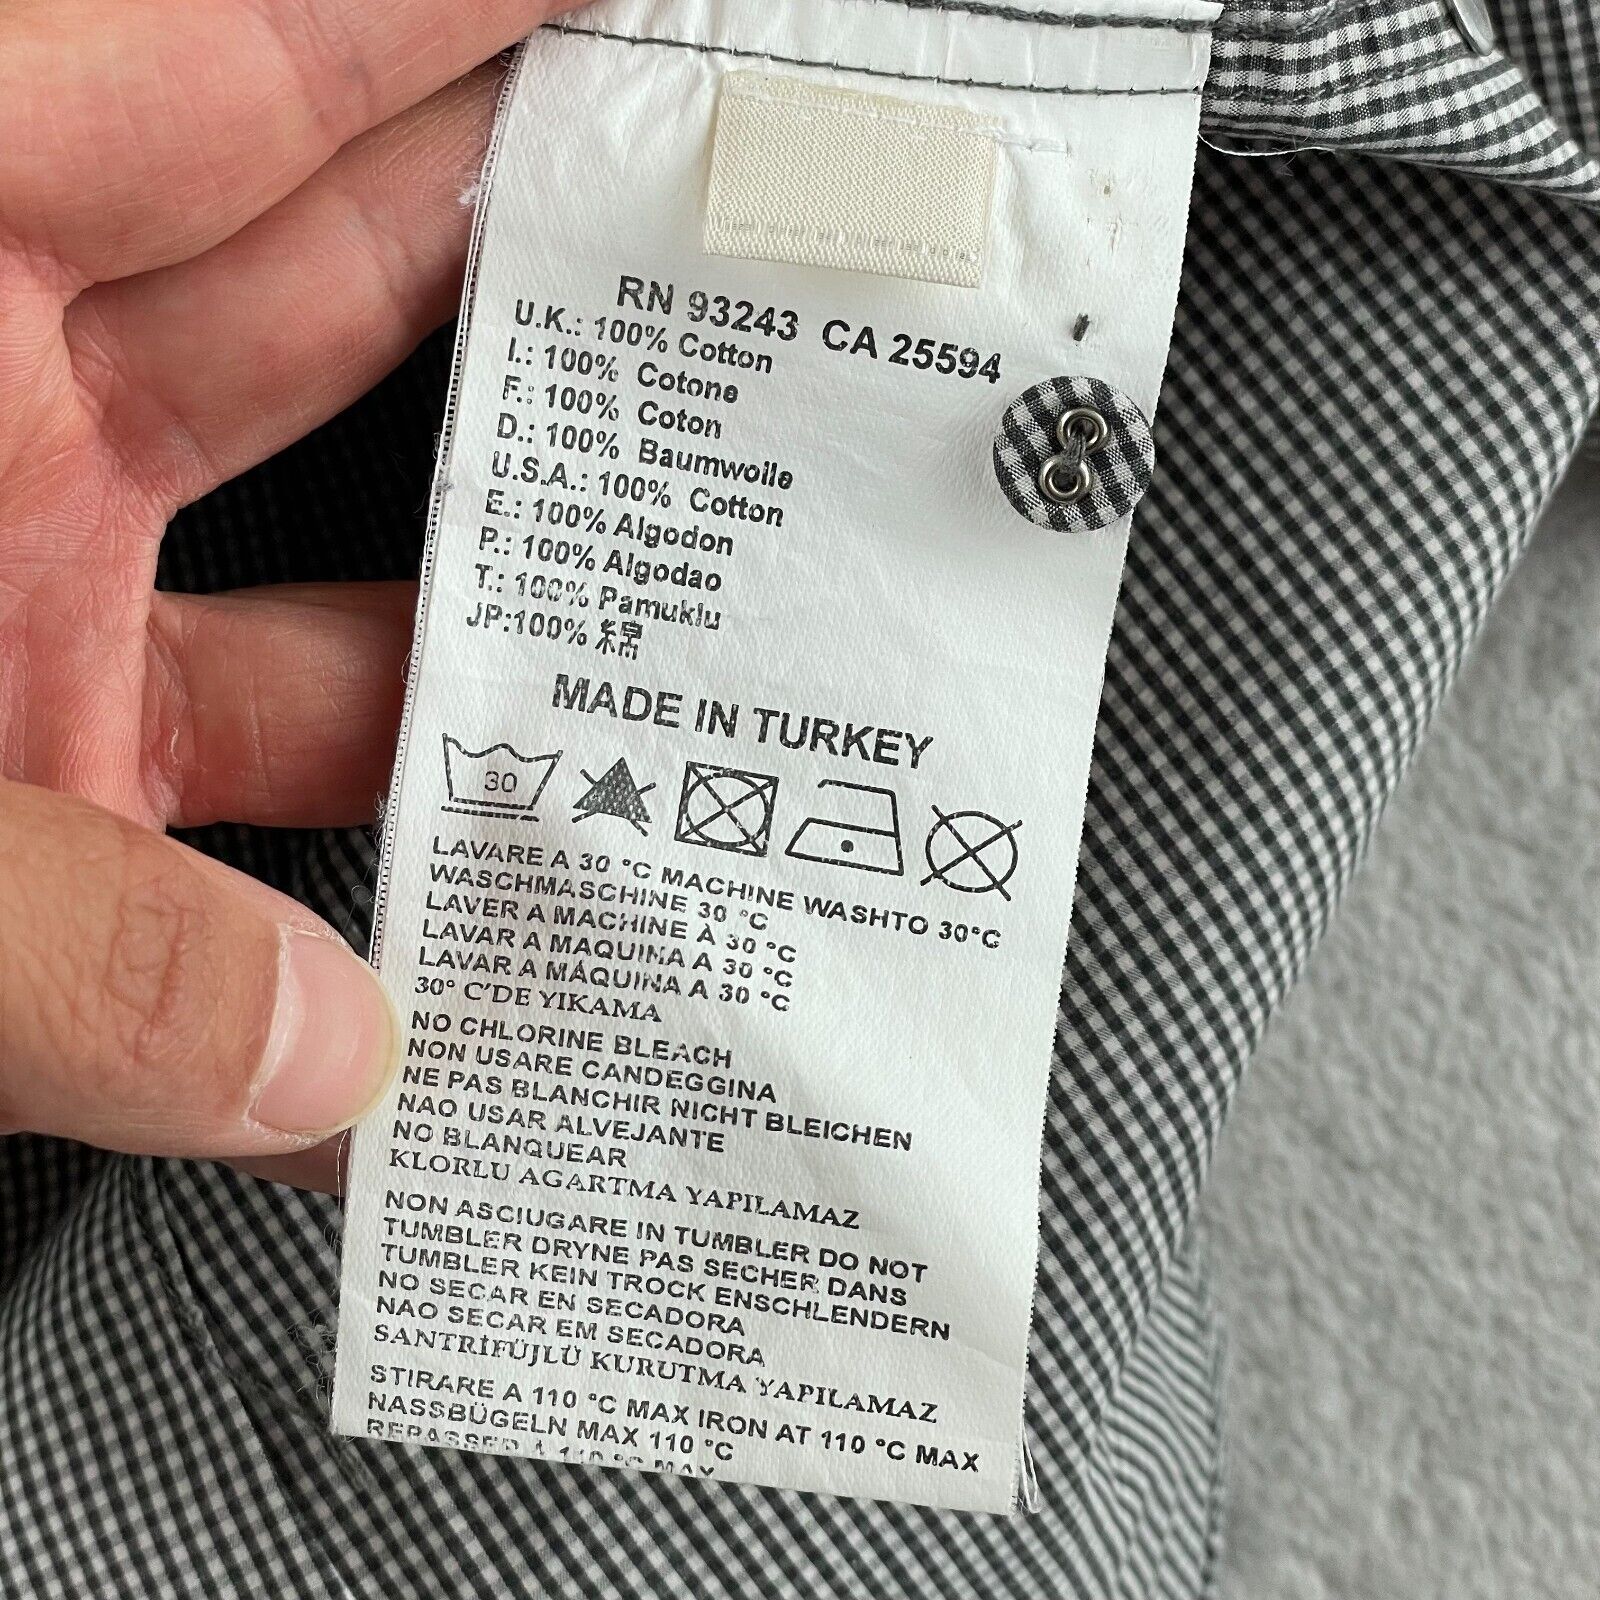 RN 93243 CA 25594
U.K.: 100% Cotton
I.: 100% Cotone
F.: 100% Coton
D.: 100% Baumwolle
U.S.A.: 100% Cotton
E.: 100% Algodon
P.: 100% Algodao
T.: 100% Pamuklu
JP:100% 綿
MADE IN TURKEY
30
LAVARE A 30 °C MACHINE WASHTO 30°C
WASCHMASCHINE 30 °C
LAVER A MACHINE À 30 °C
LAVAR A MAQUINA A 30 °C
LAVAR A MÁQUINA A 30 °C
30° C'DE YIKAMA
NO CHLORINE BLEACH
NON USARE CANDEGGINA
NE PAS BLANCHIR NICHT BLEICHEN
NAO USAR ALVEJANTE
NO BLANQUEAR
KLORLU AGARTMA YAPILAMAZ
NON ASCIUGARE IN TUMBLER DO NOT
TUMBLER DRYNE PAS SECHER DANS
TUMBLER KEIN TROCK ENSCHLENDERN
NO SECAR EN SECADORA
NAO SECAR EM SECADORA
SANTRİFÜJLÜ KURUTMA YAPILAMAZ
STIRARE A 110 °C MAX IRON AT 110 °C MAX
NASSBÜGELN MAX 110 °C
REPASSER A 110 °C MAX